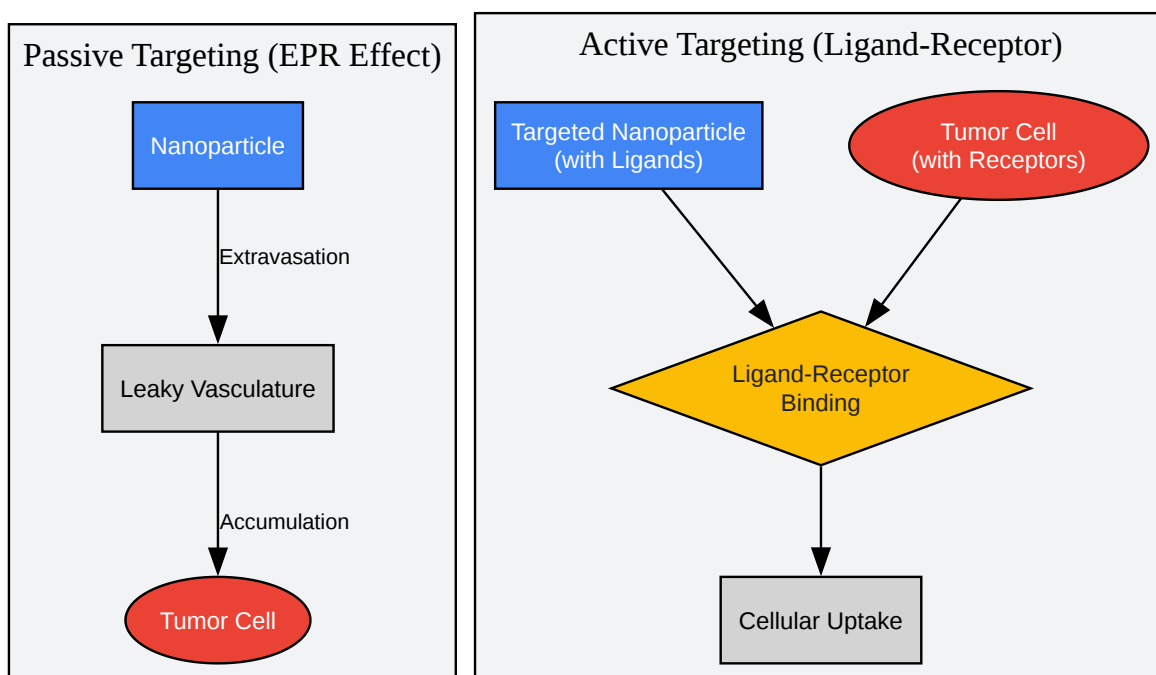 Passive Targeting (EPR Effect)
Nanoparticle
Extravasation
Leaky Vasculature
Accumulation
Tumor Cell
Active Targeting (Ligand-Receptor)
Targeted Nanoparticle
(with Ligands)
Tumor Cell
(with Receptors)
Ligand-Receptor
Binding
Cellular Uptake